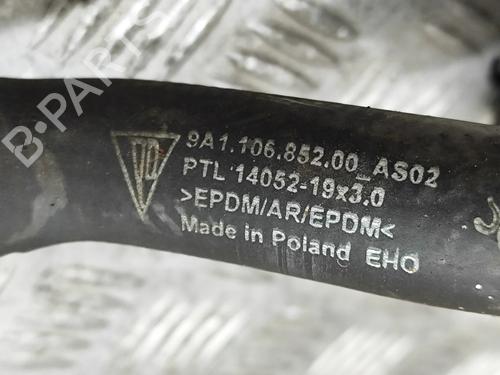 B-PARTS
9A1.106.852.00_AS02
PTL 14052-19x3.0
>EPDM/AR/EPDM<
Made in Poland EHO